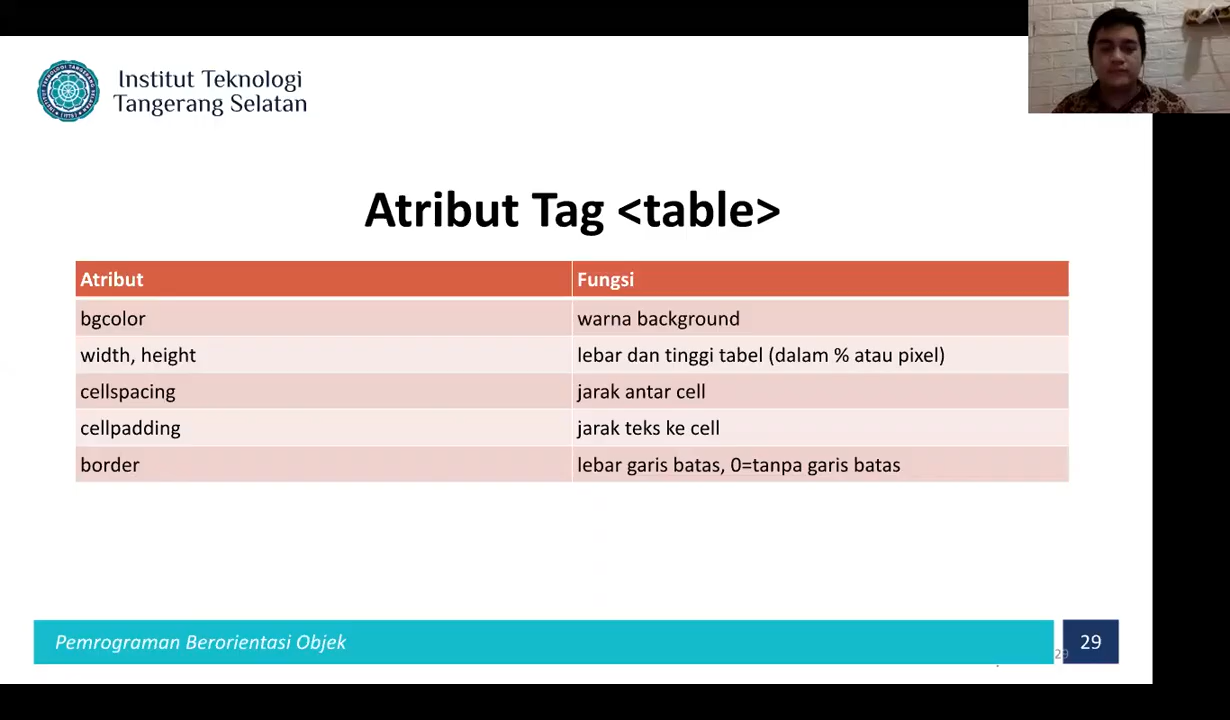 Institut Teknologi
Tangerang Selatan
Atribut Tag <table>
Atribut Fungsi
bgcolor warna background
width, height lebar dan tinggi tabel (dalam % atau pixel)
cellspacing jarak antar cell
cellpadding jarak teks ke cell
border lebar garis batas, 0=tanpa garis batas
Pemrograman Berorientasi Objek
29
29